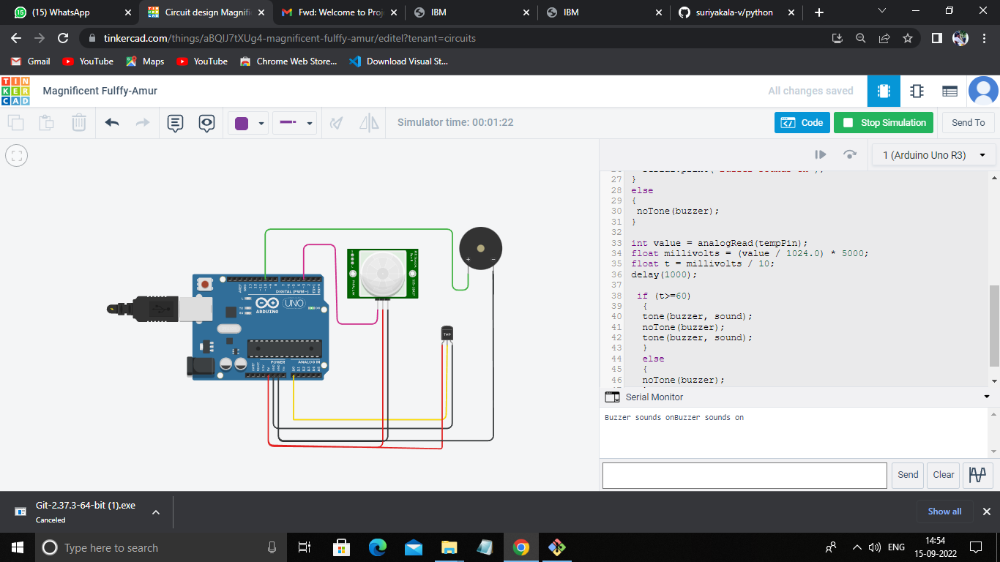 (15) WhatsApp
Circuit design Magnifi
Fwd: Welcome to Proj
IBM
IBM
suriyakala-v/python
tinkercad.com/things/aBQIJ7tXUg4-magnificent-fulffy-amur/editel?tenant=circuits
Gmail
YouTube
Maps
YouTube
Chrome Web Store...
Download Visual St...
TIN
KER
CAD
Magnificent Fulffy-Amur
All changes saved
Simulator time: 00:01:22
Code
Stop Simulation
Send To
1 (Arduino Uno R3)
27 }
28 else
29 {
30 noTone(buzzer);
31 }
32
33 int value = analogRead(tempPin);
34 float millivolts = (value / 1024.0) * 5000;
35 float t = millivolts / 10;
36 delay(1000);
37
38 if (t>=60)
39 {
40 tone(buzzer, sound);
41 noTone(buzzer);
42 tone(buzzer, sound);
43 }
44 else
45 {
46 noTone(buzzer);
DIGITAL (PWM~)
UNO
ARDUINO
L
TX
RX
ON
POWER
ANALOG IN
TMP
+
-
Serial Monitor
Buzzer sounds onBuzzer sounds on
Send
Clear
Git-2.37.3-64-bit (1).exe
Canceled
Show all
Type here to search
ENG
14:54
15-09-2022